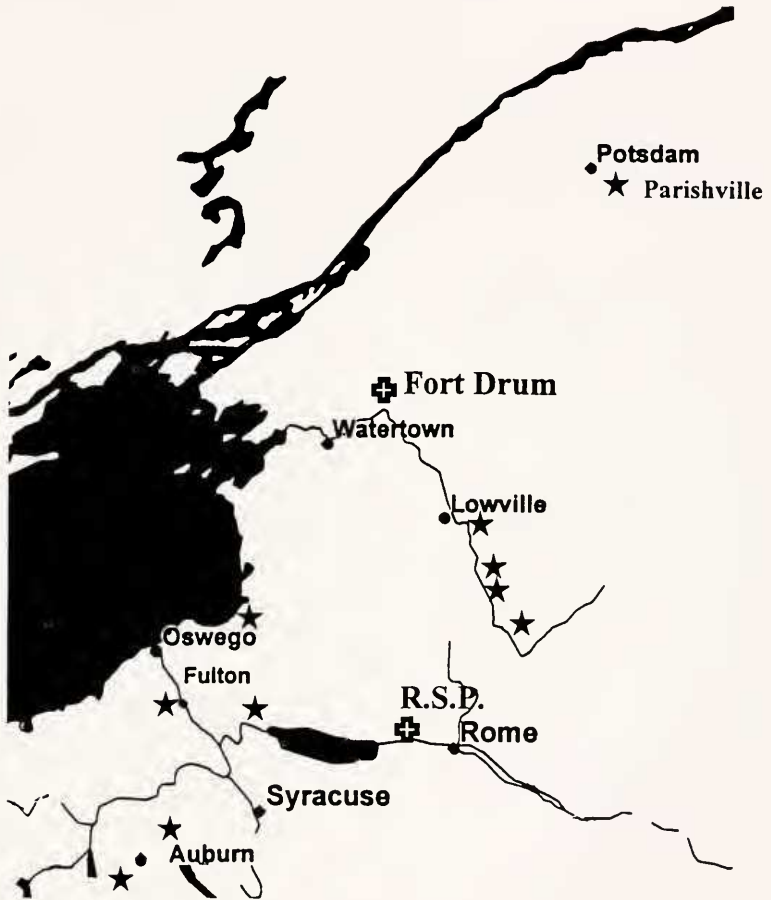 Potsdam
Parishville
Fort Drum
Watertown
Lowville
Oswego
Fulton
R.S.P.
Rome
Syracuse
Auburn